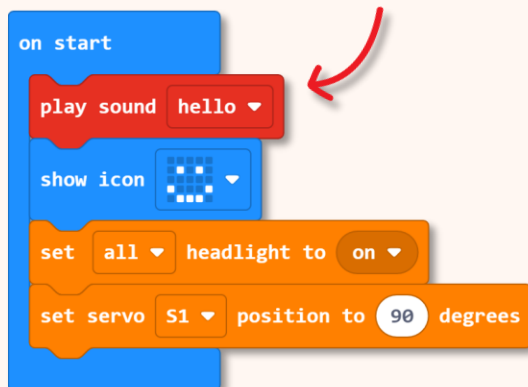 on start
play sound hello
show icon
set all headlight to on
set servo S1 position to 90 degrees